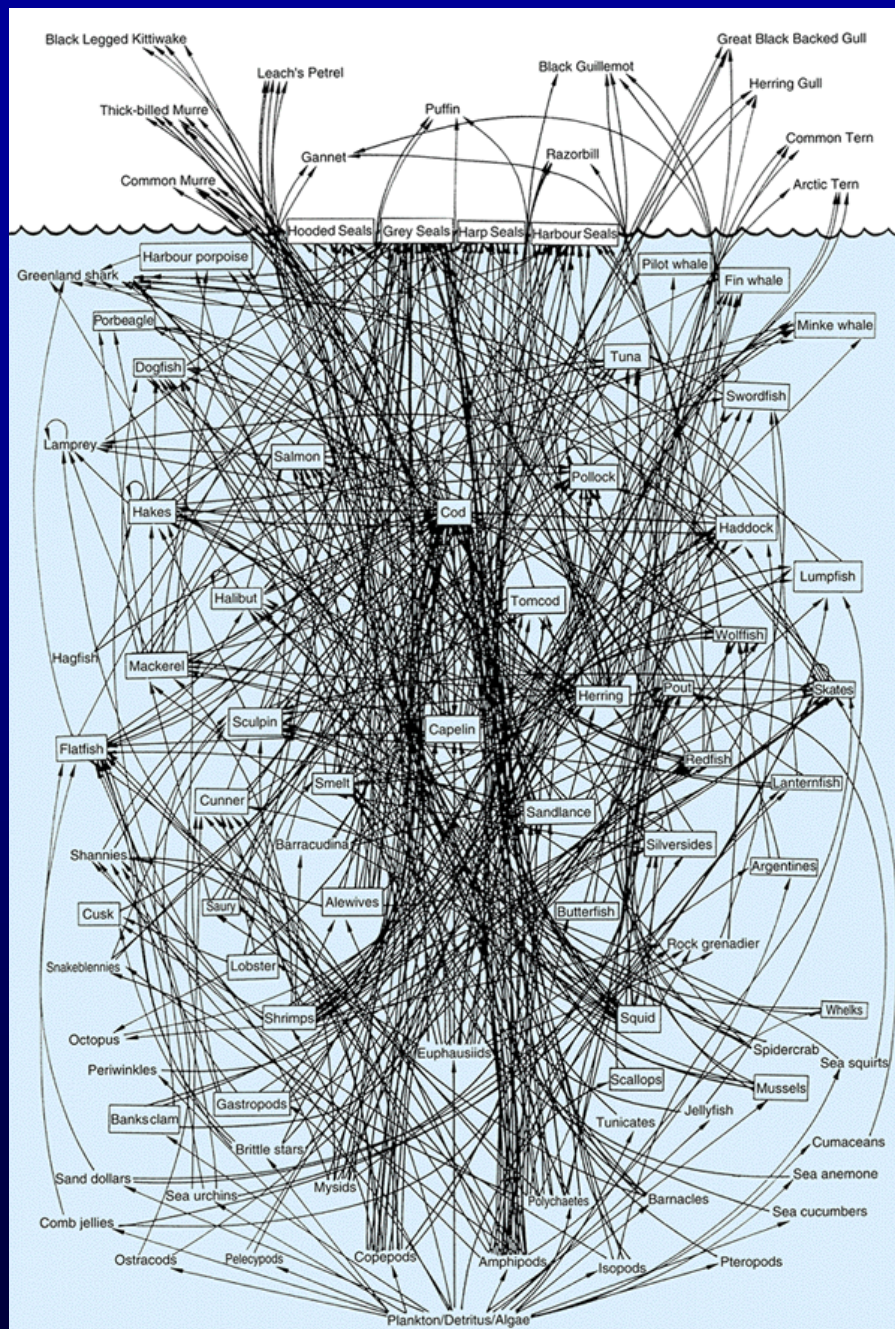 Black Legged Kittiwake
Great Black Backed Gull
Leach's Petrel
Black Guillemot
Herring Gull
Thick-billed Murre
Puffin
Common Tern
Gannet
Razorbill
Common Murre
Arctic Tern
Hooded Seals
Grey Seals
Harp Seals
Harbour Seals
Harbour porpoise
Pilot whale
Greenland shark
Fin whale
Porbeagle
Minke whale
Tuna
Dogfish
Swordfish
Lamprey
Salmon
Pollock
Hakes
Cod
Haddock
Lumpfish
Halibut
Tomcod
Wolffish
Hagfish
Mackerel
Herring
Pout
Skates
Sculpin
Capelin
Flatfish
Redfish
Smelt
Lanternfish
Cunner
Sandlance
Barracudina
Silversides
Shannies
Argentines
Saury
Alewives
Cusk
Butterfish
Rock grenadier
Snakeblennies
Lobster
Shrimps
Squid
Whelks
Octopus
Euphausiids
Spidercrab
Periwinkles
Sea squirts
Scallops
Mussels
Gastropods
Banksclam
Jellyfish
Tunicates
Brittle stars
Cumaceans
Sand dollars
Sea urchins
Mysids
Polychaetes
Barnacles
Sea anemone
Comb jellies
Sea cucumbers
Ostracods
Pelecypods
Copepods
Amphipods
Isopods
Pteropods
Plankton/Detritus/Algae